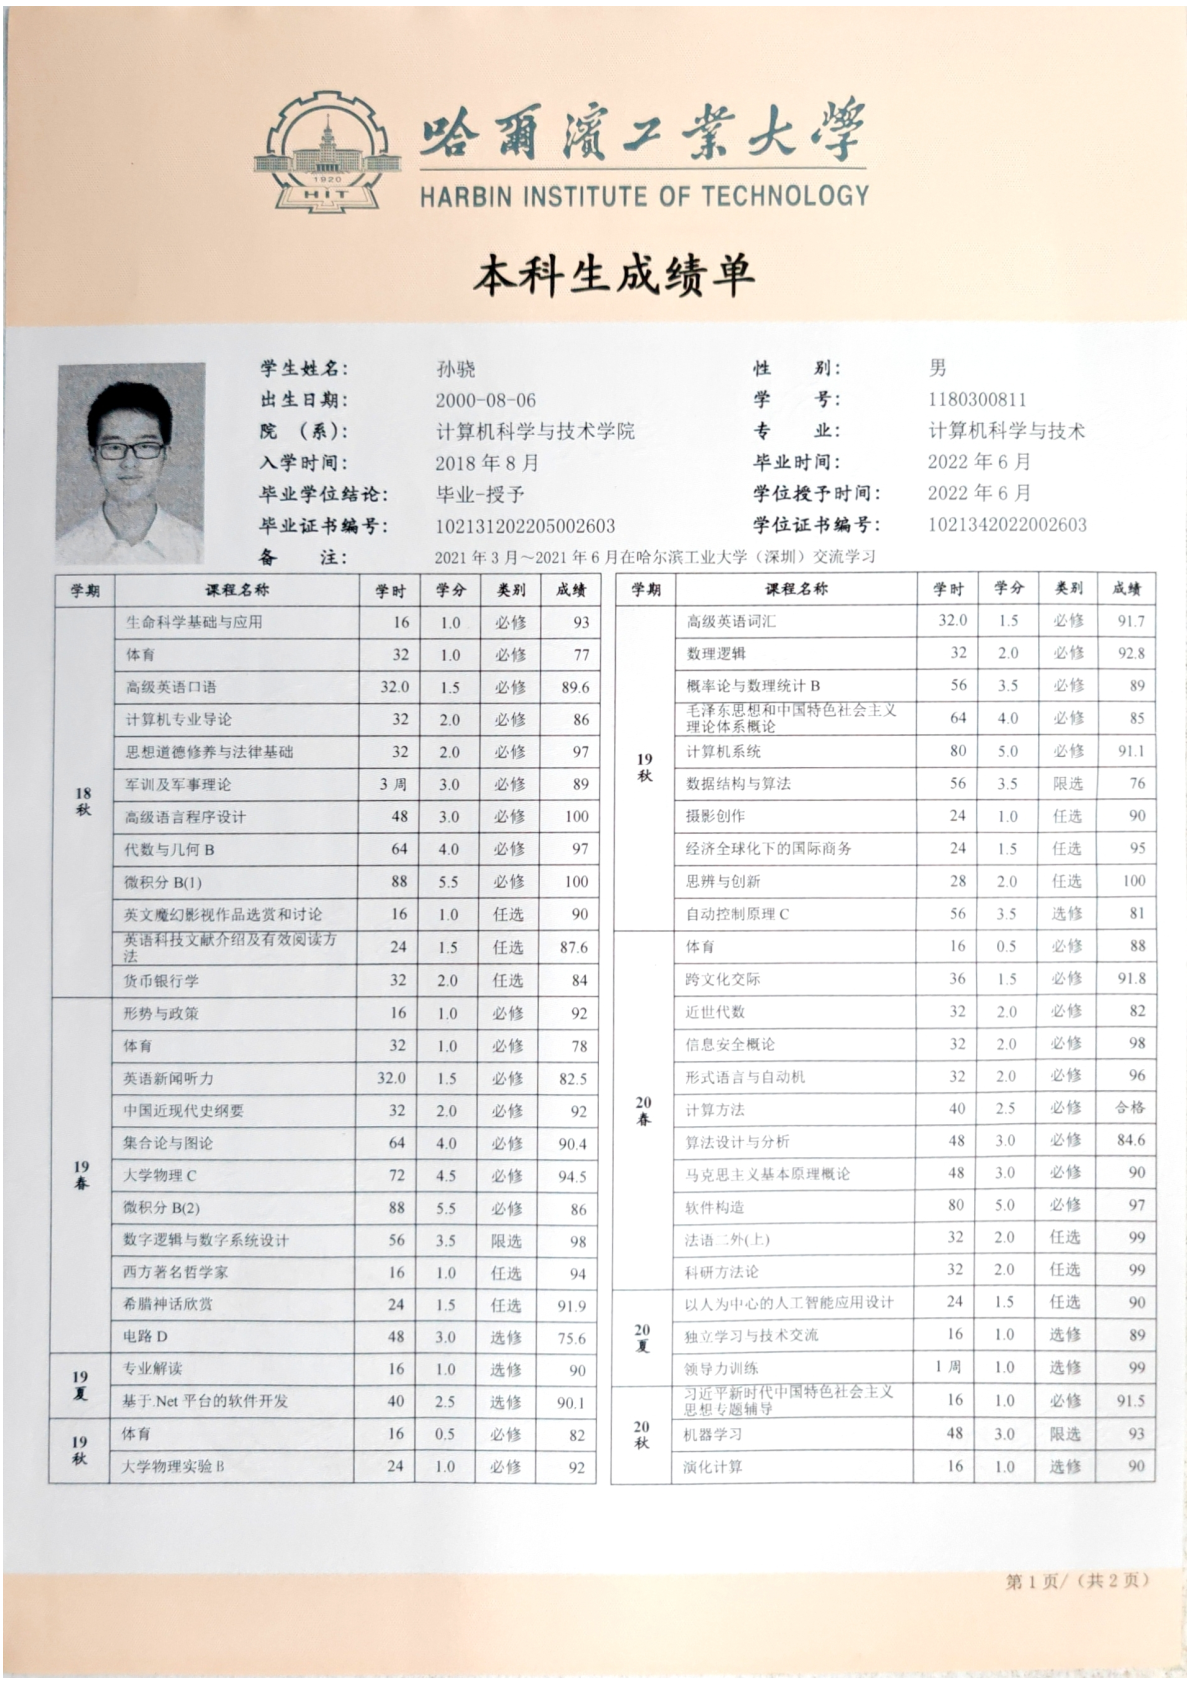 哈爾濱工業大學
1920
HIT
HARBIN INSTITUTE OF TECHNOLOGY
本科生成绩单
学生姓名： 孙骁 性 别： 男
出生日期： 2000-08-06 学 号： 1180300811
院 （系）： 计算机科学与技术学院 专 业： 计算机科学与技术
入学时间： 2018 年 8 月 毕业时间： 2022 年 6 月
毕业学位结论： 毕业-授予 学位授予时间： 2022 年 6 月
毕业证书编号： 102131202205002603 学位证书编号： 1021342022002603
备 注： 2021 年 3 月～2021 年 6 月在哈尔滨工业大学（深圳）交流学习
学期 课程名称 学时 学分 类别 成绩
18
秋
生命科学基础与应用 16 1.0 必修 93
体育 32 1.0 必修 77
高级英语口语 32.0 1.5 必修 89.6
计算机专业导论 32 2.0 必修 86
思想道德修养与法律基础 32 2.0 必修 97
军训及军事理论 3 周 3.0 必修 89
高级语言程序设计 48 3.0 必修 100
代数与几何 B 64 4.0 必修 97
微积分 B(1) 88 5.5 必修 100
英文魔幻影视作品选赏和讨论 16 1.0 任选 90
英语科技文献介绍及有效阅读方
法 24 1.5 任选 87.6
货币银行学 32 2.0 任选 84
19
春
形势与政策 16 1.0 必修 92
体育 32 1.0 必修 78
英语新闻听力 32.0 1.5 必修 82.5
中国近现代史纲要 32 2.0 必修 92
集合论与图论 64 4.0 必修 90.4
大学物理 C 72 4.5 必修 94.5
微积分 B(2) 88 5.5 必修 86
数字逻辑与数字系统设计 56 3.5 限选 98
西方著名哲学家 16 1.0 任选 94
希腊神话欣赏 24 1.5 任选 91.9
电路 D 48 3.0 选修 75.6
19
夏
专业解读 16 1.0 选修 90
基于.Net 平台的软件开发 40 2.5 选修 90.1
19
秋
体育 16 0.5 必修 82
大学物理实验 B 24 1.0 必修 92
学期 课程名称 学时 学分 类别 成绩
19
秋
高级英语词汇 32.0 1.5 必修 91.7
数理逻辑 32 2.0 必修 92.8
概率论与数理统计 B 56 3.5 必修 89
毛泽东思想和中国特色社会主义
理论体系概论 64 4.0 必修 85
计算机系统 80 5.0 必修 91.1
数据结构与算法 56 3.5 限选 76
摄影创作 24 1.0 任选 90
经济全球化下的国际商务 24 1.5 任选 95
思辨与创新 28 2.0 任选 100
自动控制原理 C 56 3.5 选修 81
20
春
体育 16 0.5 必修 88
跨文化交际 36 1.5 必修 91.8
近世代数 32 2.0 必修 82
信息安全概论 32 2.0 必修 98
形式语言与自动机 32 2.0 必修 96
计算方法 40 2.5 必修 合格
算法设计与分析 48 3.0 必修 84.6
马克思主义基本原理概论 48 3.0 必修 90
软件构造 80 5.0 必修 97
法语二外(上) 32 2.0 任选 99
科研方法论 32 2.0 任选 99
20
夏
以人为中心的人工智能应用设计 24 1.5 任选 90
独立学习与技术交流 16 1.0 选修 89
领导力训练 1 周 1.0 选修 99
20
秋
习近平新时代中国特色社会主义
思想专题辅导 16 1.0 必修 91.5
机器学习 48 3.0 限选 93
演化计算 16 1.0 选修 90
第 1 页/（共 2 页）